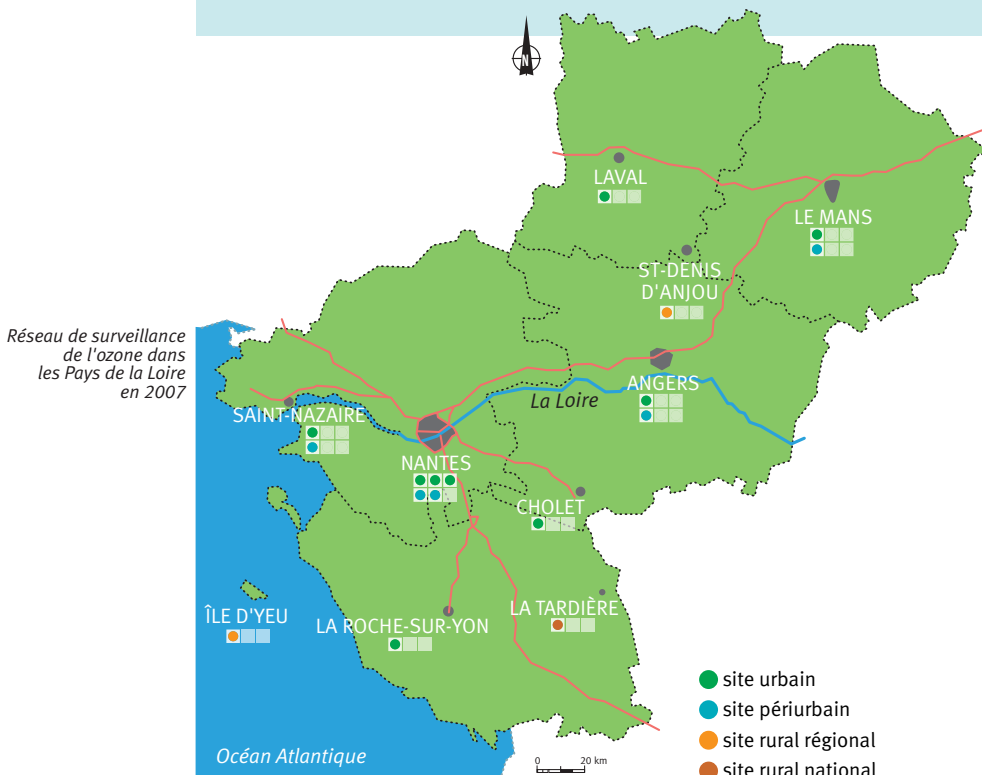 N
LAVAL
LE MANS
ST-DENIS
D'ANJOU
Réseau de surveillance
de l'ozone dans
les Pays de la Loire
en 2007
ANGERS
La Loire
SAINT-NAZAIRE
NANTES
CHOLET
ÎLE D'YEU
LA ROCHE-SUR-YON
LA TARDIÈRE
site urbain
site périurbain
site rural régional
site rural national
Océan Atlantique
0 20 km